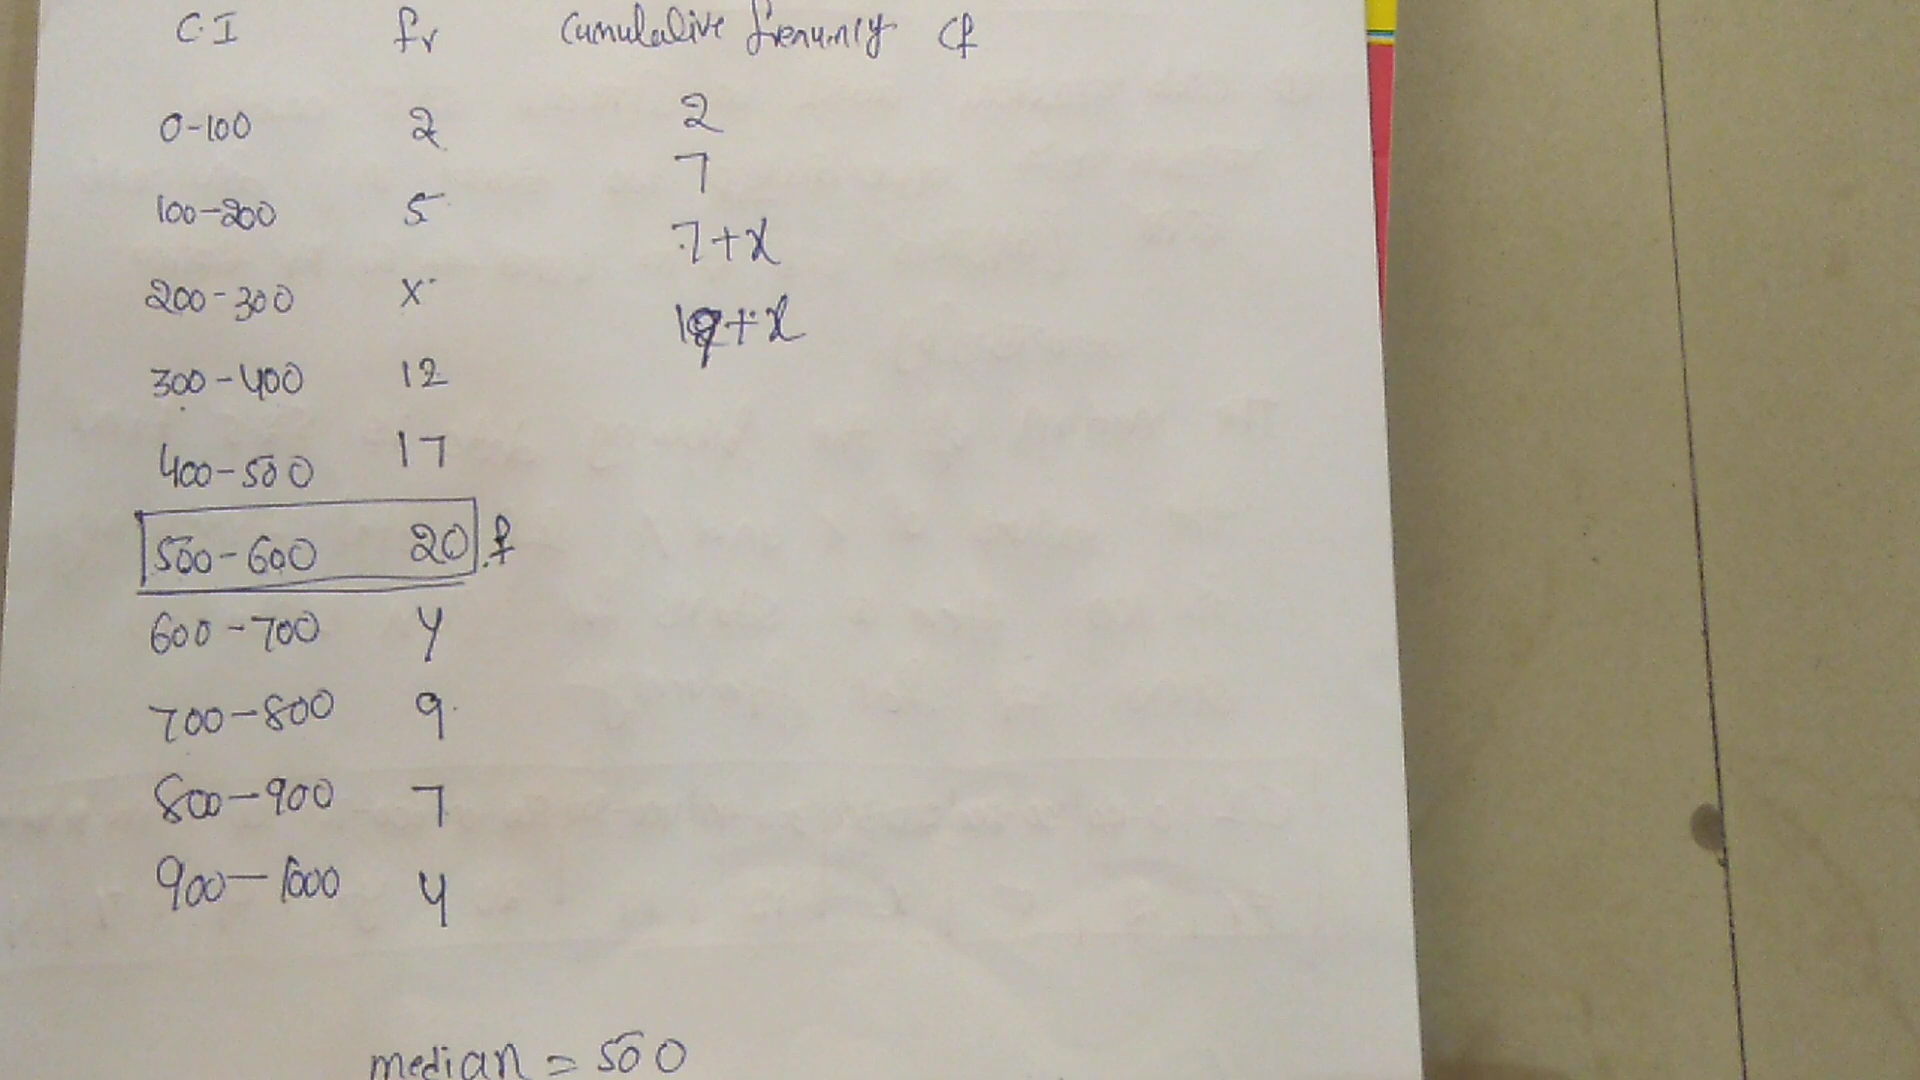 C.I fr Cumulative frequency cf
0-100 2 2
100-200 5 7
200-300 x 7+x
300-400 12 19+x
400-500 17
500-600 20 f
600-700 y
700-800 9
800-900 7
900-1000 4
median = 500